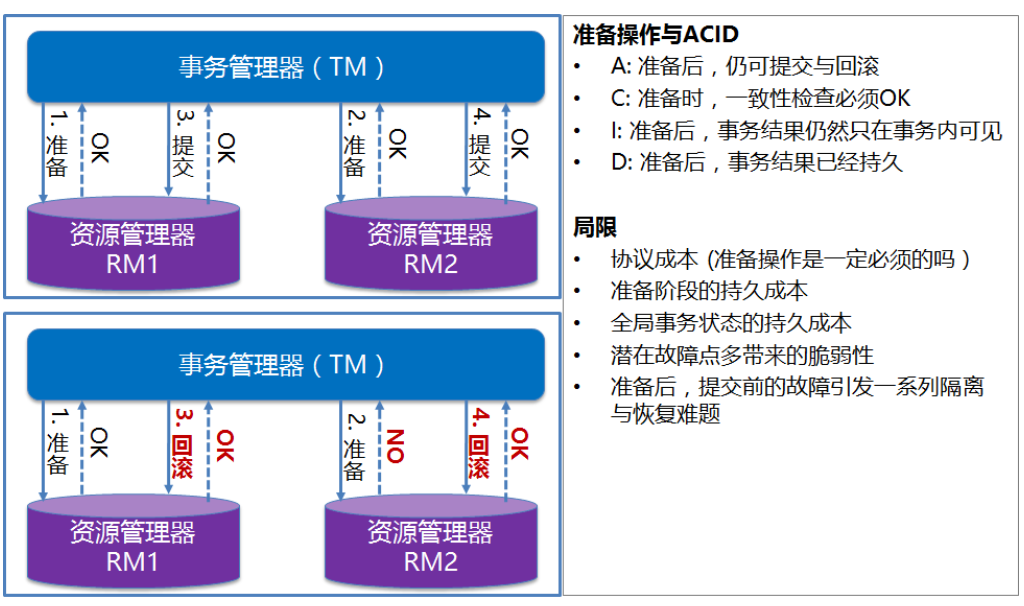 事务管理器（TM）
1. 准备
OK
3. 提交
OK
2. 准备
OK
4. 提交
OK
资源管理器
RM1
资源管理器
RM2
事务管理器（TM）
1. 准备
OK
3. 回滚
OK
2. 准备
NO
4. 回滚
OK
资源管理器
RM1
资源管理器
RM2
准备操作与ACID
• A: 准备后，仍可提交与回滚
• C: 准备时，一致性检查必须OK
• I: 准备后，事务结果仍然只在事务内可见
• D: 准备后，事务结果已经持久
局限
• 协议成本 (准备操作是一定必须的吗）
• 准备阶段的持久成本
• 全局事务状态的持久成本
• 潜在故障点多带来的脆弱性
• 准备后，提交前的故障引发一系列隔离
与恢复难题